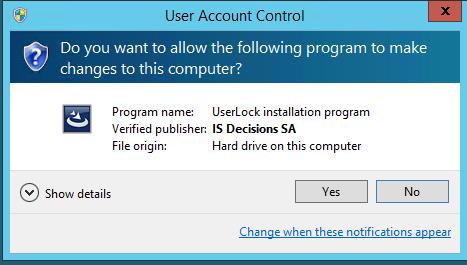 User Account Control
x
Do you want to allow the following program to make
changes to this computer?
Program name: UserLock installation program
Verified publisher: IS Decisions SA
File origin: Hard drive on this computer
Show details Yes No
Change when these notifications appear